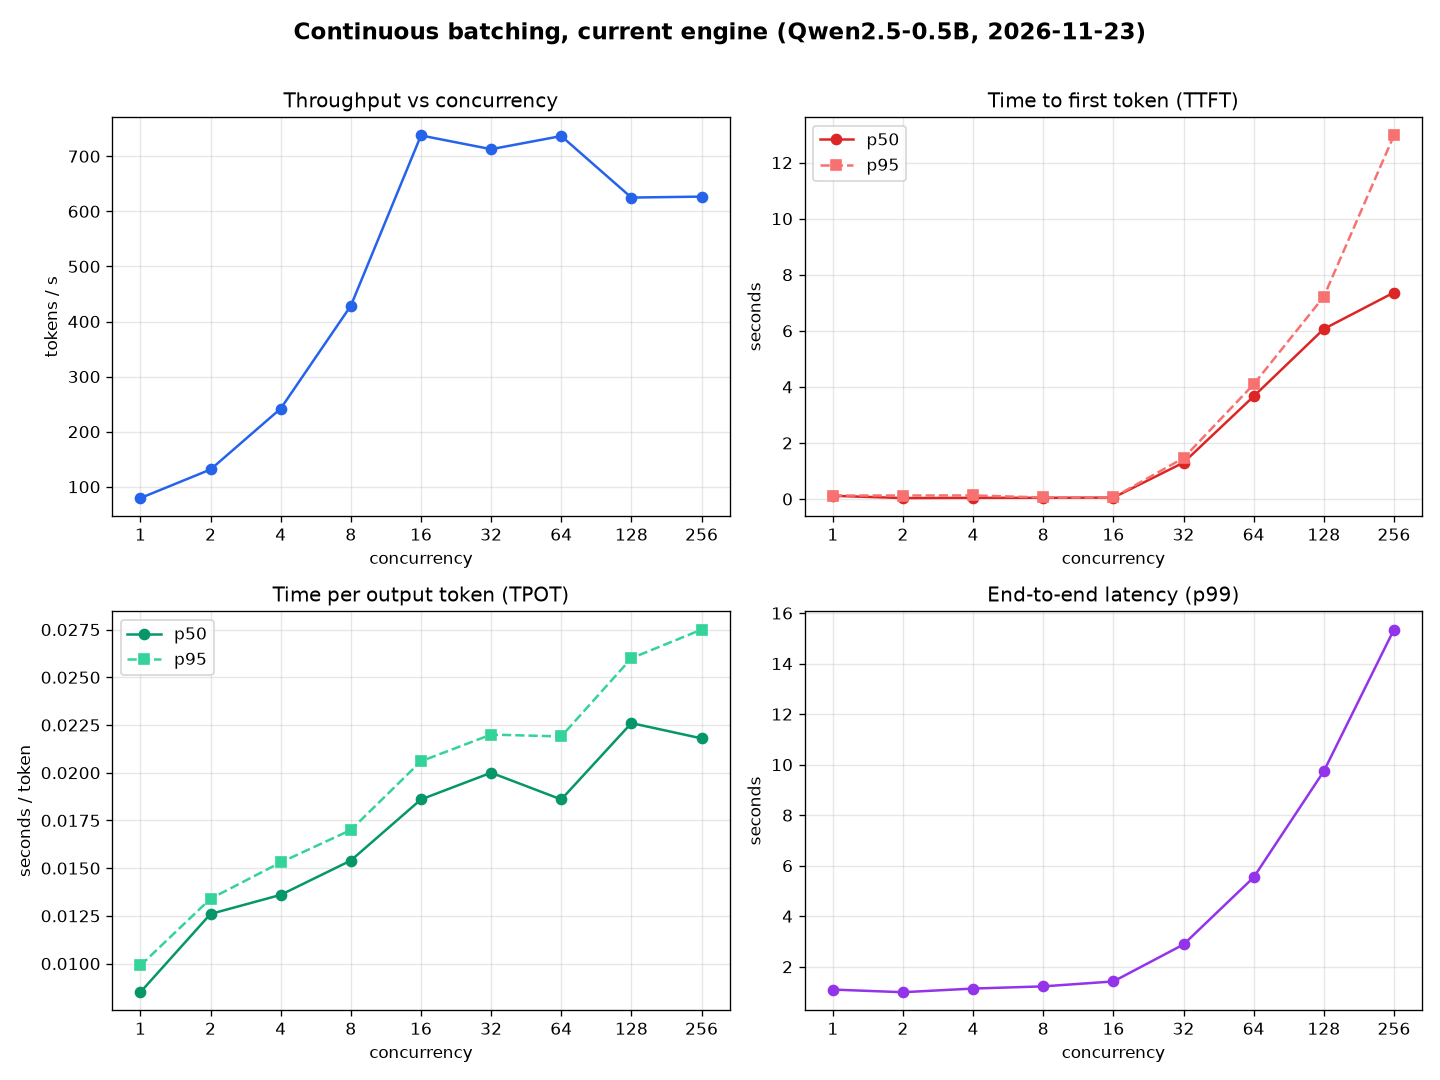 Continuous batching, current engine (Qwen2.5-0.5B, 2026-11-23)
Throughput vs concurrency
tokens / s
700
600
500
400
300
200
100
1 2 4 8 16 32 64 128 256
concurrency
Time to first token (TTFT)
p50
p95
seconds
12
10
8
6
4
2
0
1 2 4 8 16 32 64 128 256
concurrency
Time per output token (TPOT)
p50
p95
seconds / token
0.0275
0.0250
0.0225
0.0200
0.0175
0.0150
0.0125
0.0100
1 2 4 8 16 32 64 128 256
concurrency
End-to-end latency (p99)
seconds
16
14
12
10
8
6
4
2
1 2 4 8 16 32 64 128 256
concurrency